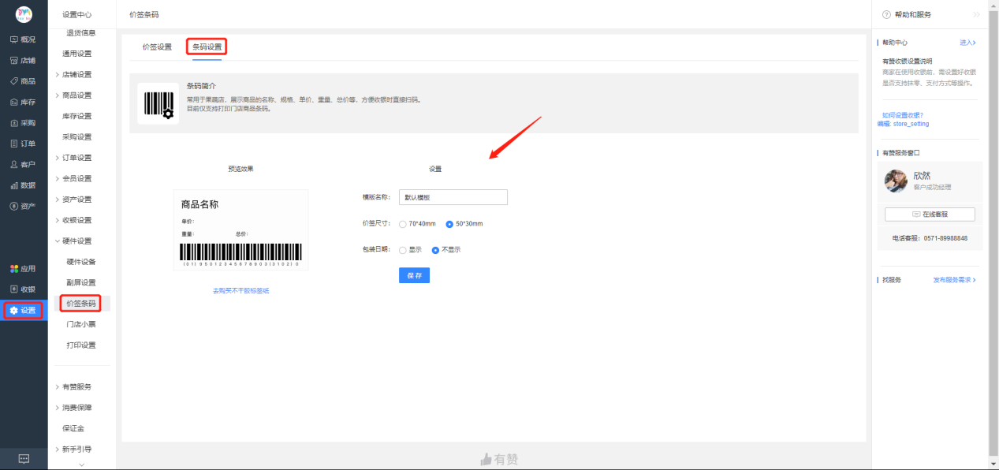 概况
店铺
商品
库存
采购
订单
客户
数据
资产
应用
收银
设置
设置中心
退货信息
通用设置
店铺设置
商品设置
库存设置
采购设置
订单设置
会员设置
资产设置
收银设置
硬件设置
硬件设备
副屏设置
价签条码
门店小票
打印设置
有赞服务
消费保障
保证金
新手引导
价签条码
价签设置
条码设置
条码简介
常用于果蔬店，展示商品的名称、规格、单价、重量、总价等，方便收银时直接扫码。
目前仅支持打印门店商品条码。
预览效果
商品名称
单价:
重量: 总价:
(01)95012345678903(3102)0
去购买不干胶标签纸
设置
模版名称: 默认模板
价签尺寸: 70*40mm 50*30mm
包装日期: 显示 不显示
保存
有赞
帮助和服务
帮助中心 进入>
有赞收银设置说明
商家在使用收银前，需设置好收银
是否支持抹零、支付方式等操作。
如何设置收银?
编辑: store_setting
有赞服务窗口
欣然
客户成功经理
在线客服
电话客服: 0571-89988848
找服务 发布服务需求>